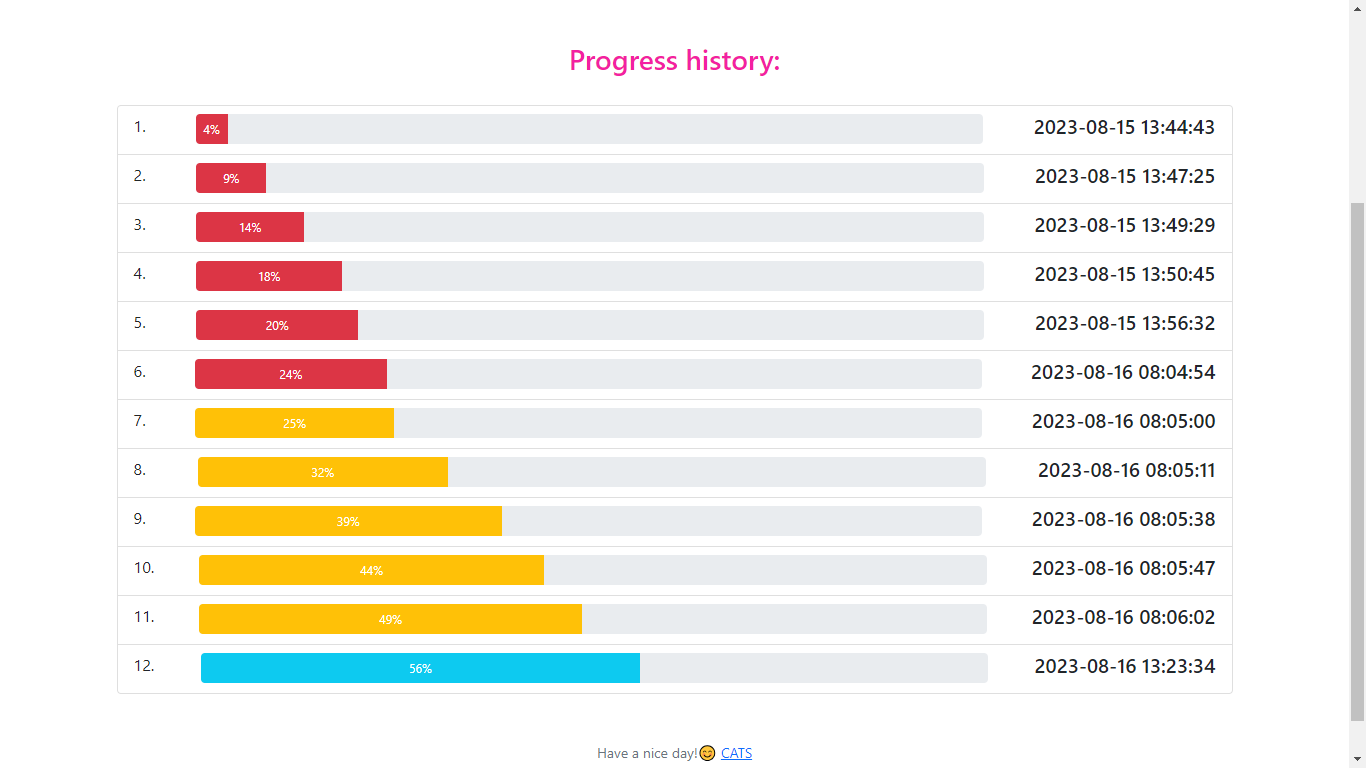 Progress history:
1. 4% 2023-08-15 13:44:43
2. 9% 2023-08-15 13:47:25
3. 14% 2023-08-15 13:49:29
4. 18% 2023-08-15 13:50:45
5. 20% 2023-08-15 13:56:32
6. 24% 2023-08-16 08:04:54
7. 25% 2023-08-16 08:05:00
8. 32% 2023-08-16 08:05:11
9. 39% 2023-08-16 08:05:38
10. 44% 2023-08-16 08:05:47
11. 49% 2023-08-16 08:06:02
12. 56% 2023-08-16 13:23:34
Have a nice day!😊 CATS